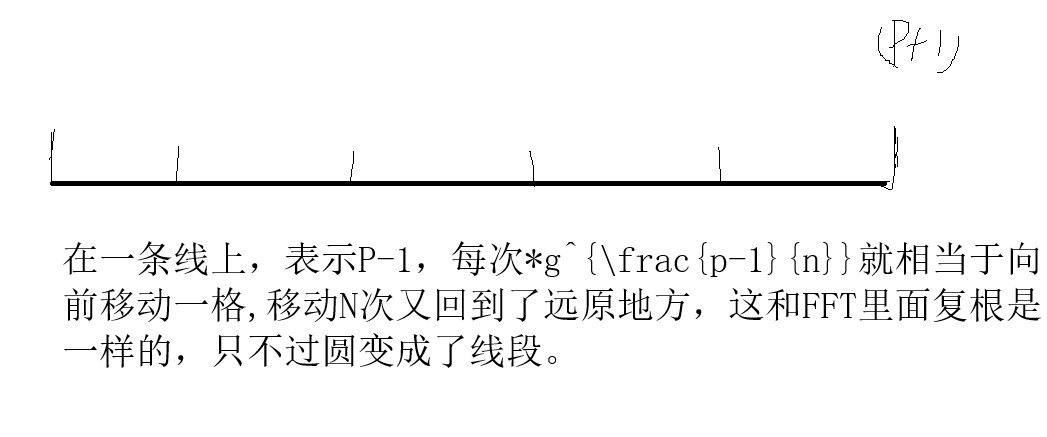 (P+1)
在一条线上，表示P-1，每次*g^{\frac{p-1}{n}}就相当于向
前移动一格,移动N次又回到了远原地方，这和FFT里面复根是
一样的，只不过圆变成了线段。